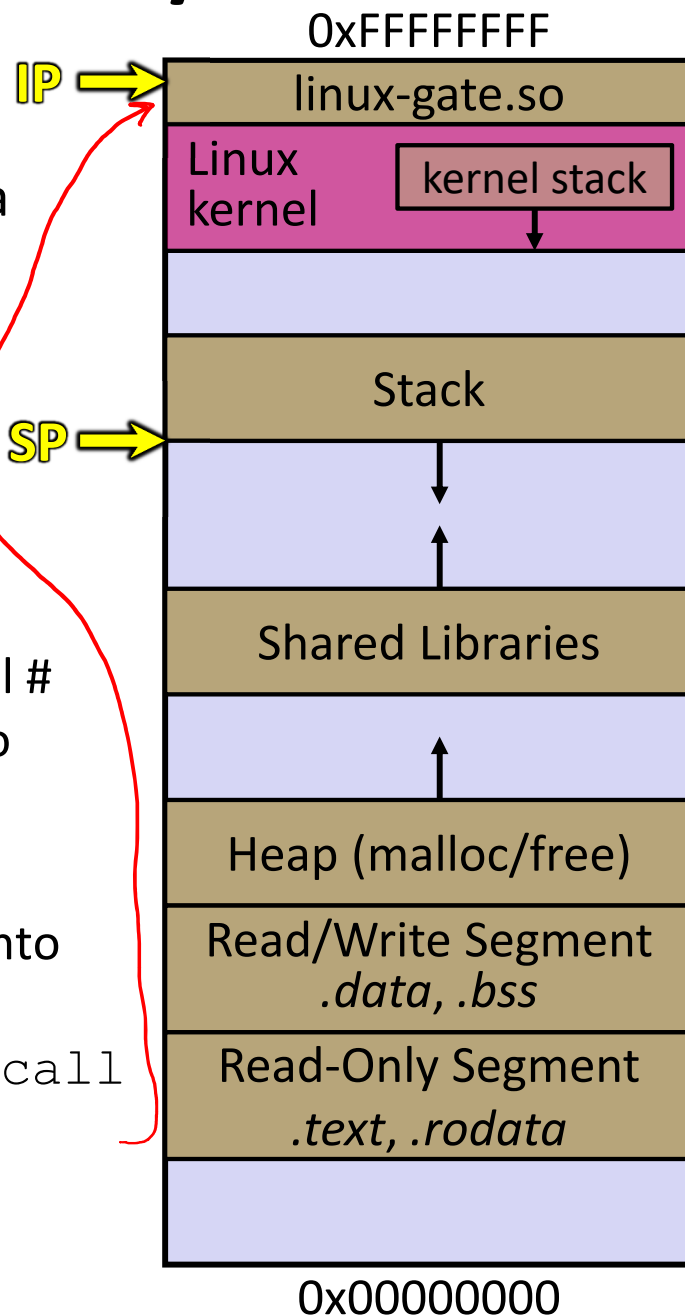 0xFFFFFFFF
IP
linux-gate.so
Linux
kernel
kernel stack
a
Stack
SP
Shared Libraries
l #
Heap (malloc/free)
Read/Write Segment
.data, .bss
nto
Read-Only Segment
call
.text, .rodata
0x00000000